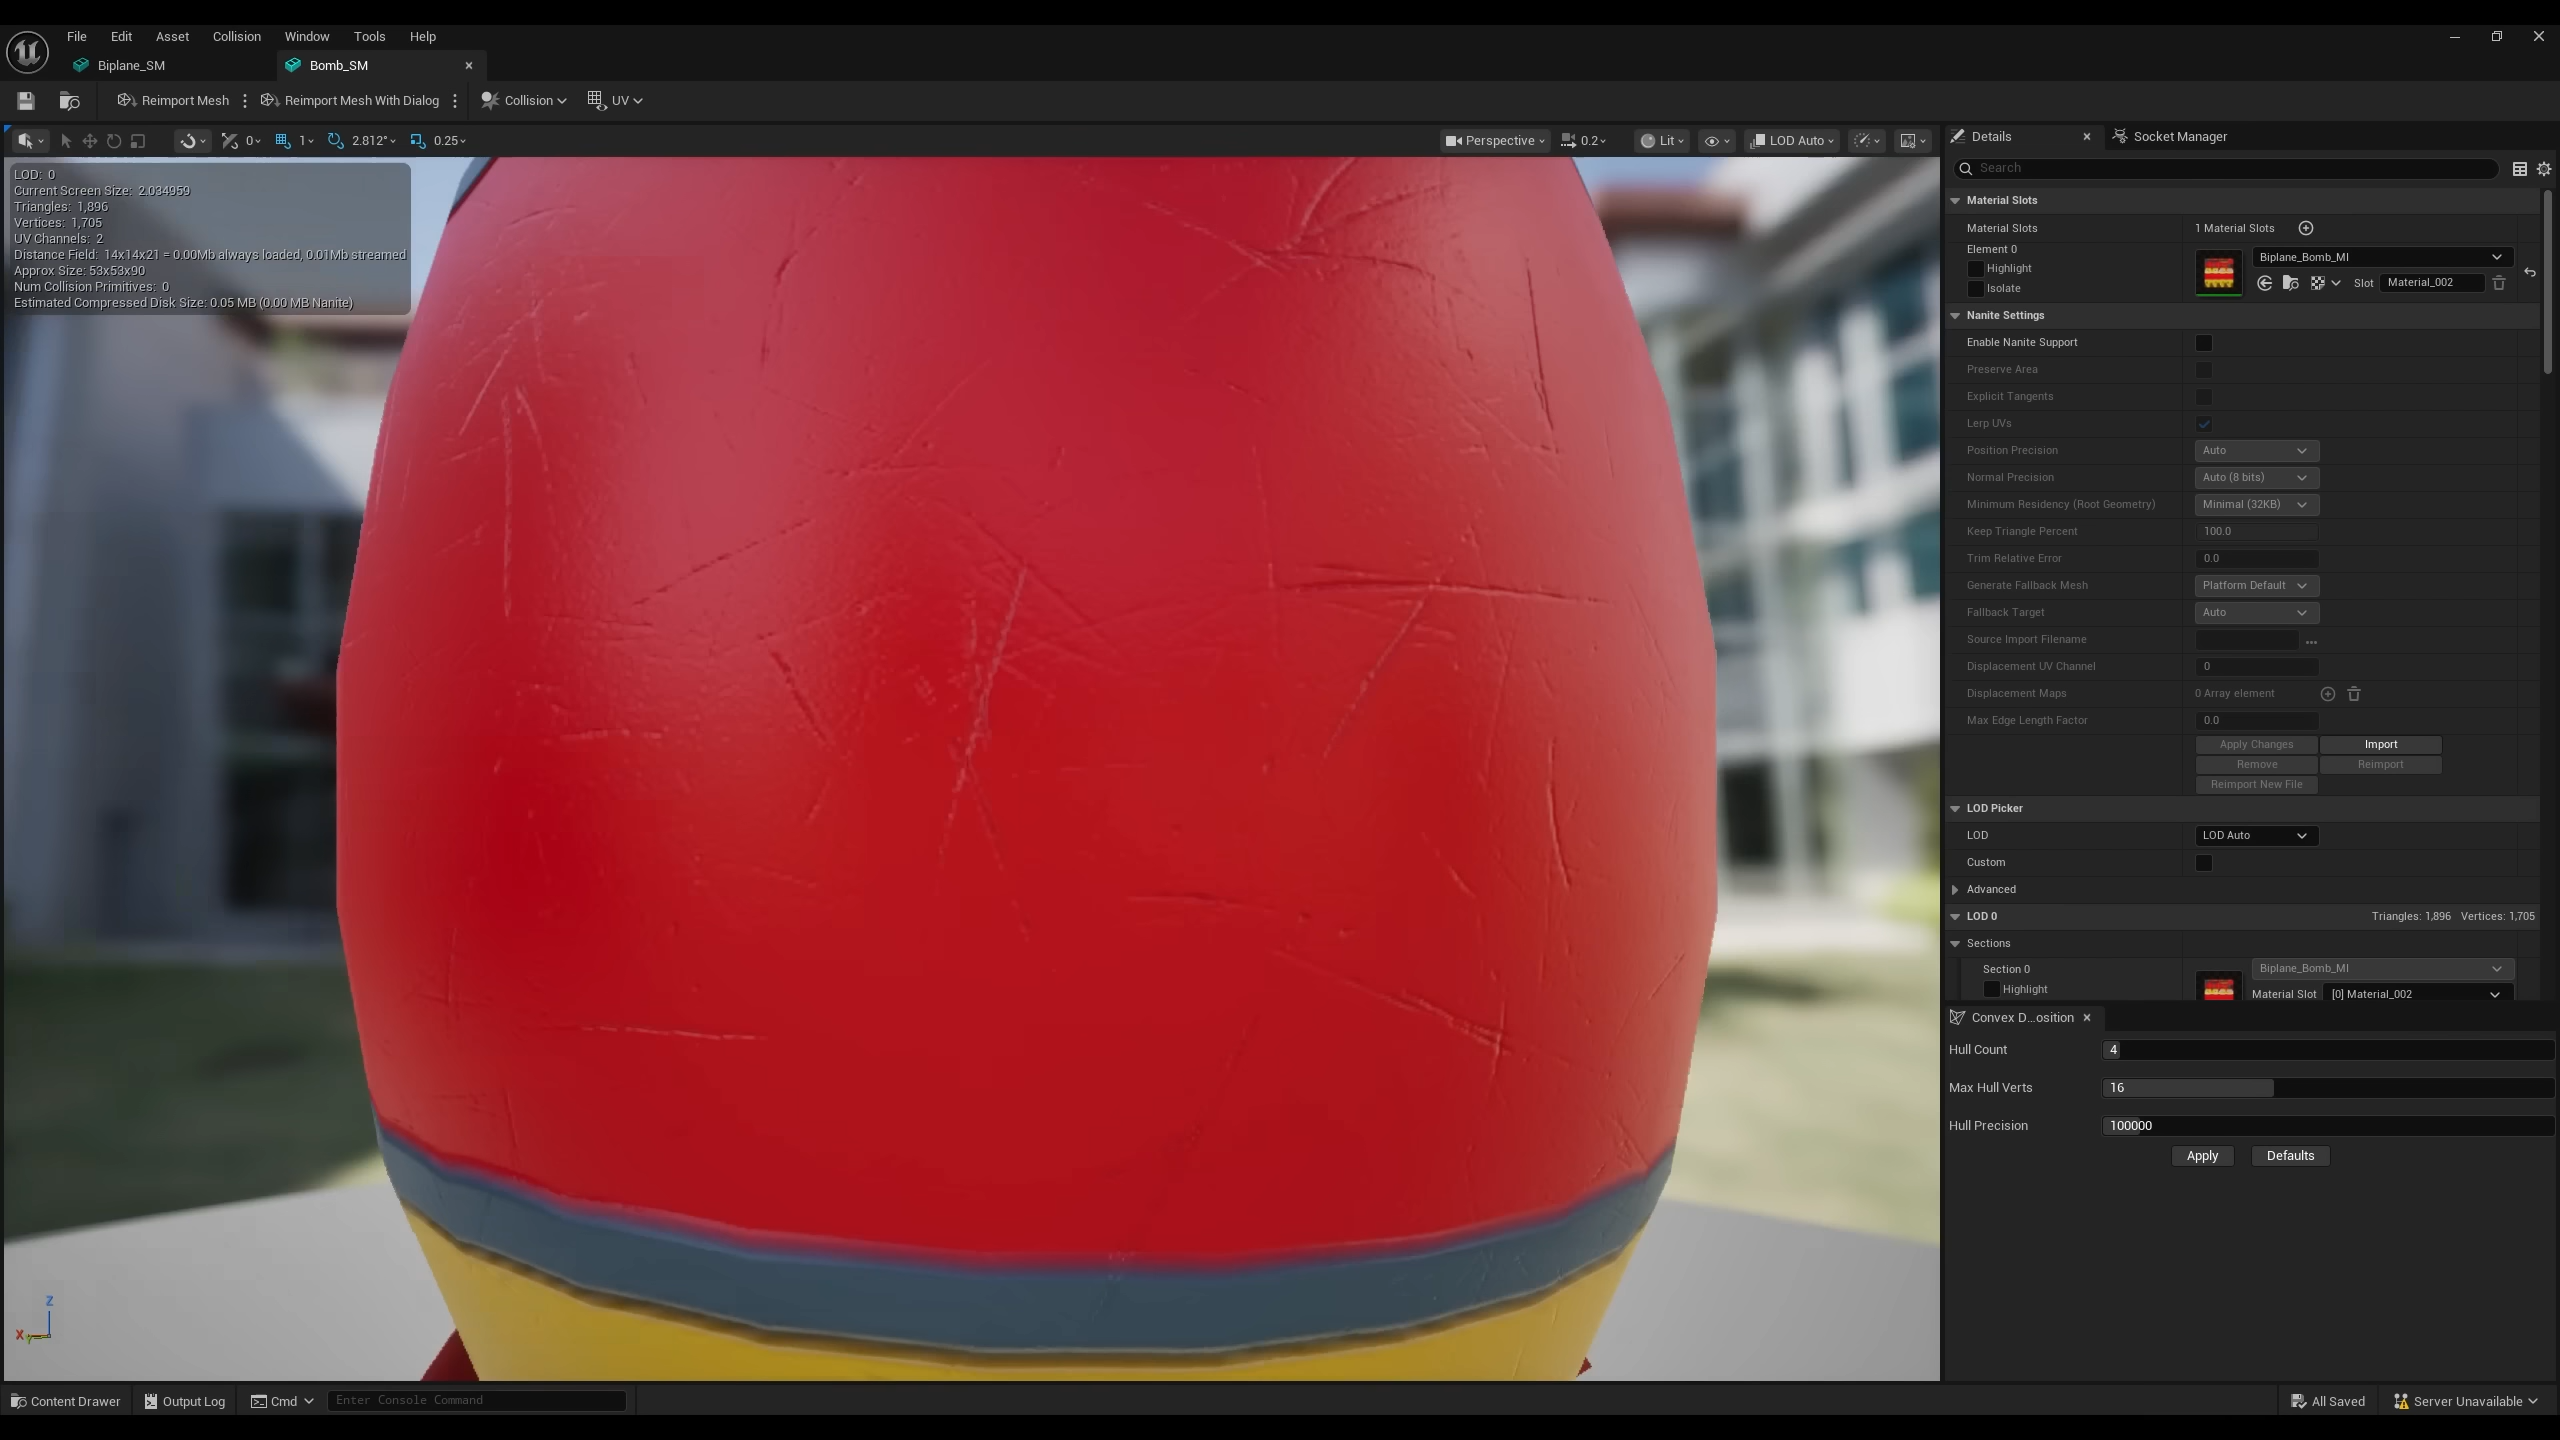 File Edit Asset Collision Window Tools Help
Biplane_SM Bomb_SM
Reimport Mesh Reimport Mesh With Dialog Collision UV
0 1 2.812° 0.25 Perspective 0.2 Lit LOD Auto
LOD: 0
Current Screen Size: 2.034959
Triangles: 1,896
Vertices: 1,705
UV Channels: 2
Distance Field: 14x14x21 = 0.00Mb always loaded, 0.01Mb streamed
Approx Size: 53x53x90
Num Collision Primitives: 0
Estimated Compressed Disk Size: 0.05 MB (0.00 MB Nanite)
Z
X
Y
Details Socket Manager
Search
Material Slots
Material Slots 1 Material Slots
Element 0 Biplane_Bomb_MI
Highlight
Isolate Slot Material_002
Nanite Settings
Enable Nanite Support
Preserve Area
Explicit Tangents
Lerp UVs
Position Precision Auto
Normal Precision Auto (8 bits)
Minimum Residency (Root Geometry) Minimal (32KB)
Keep Triangle Percent 100.0
Trim Relative Error 0.0
Generate Fallback Mesh Platform Default
Fallback Target Auto
Source Import Filename ...
Displacement UV Channel 0
Displacement Maps 0 Array element
Max Edge Length Factor 0.0
Apply Changes Import
Remove Reimport
Reimport New File
LOD Picker
LOD LOD Auto
Custom
Advanced
LOD 0 Triangles: 1,896 Vertices: 1,705
Sections
Section 0 Biplane_Bomb_MI
Highlight Material Slot [0] Material_002
Convex D...osition
Hull Count 4
Max Hull Verts 16
Hull Precision 100000
Apply Defaults
Content Drawer Output Log Cmd Enter Console Command All Saved Server Unavailable